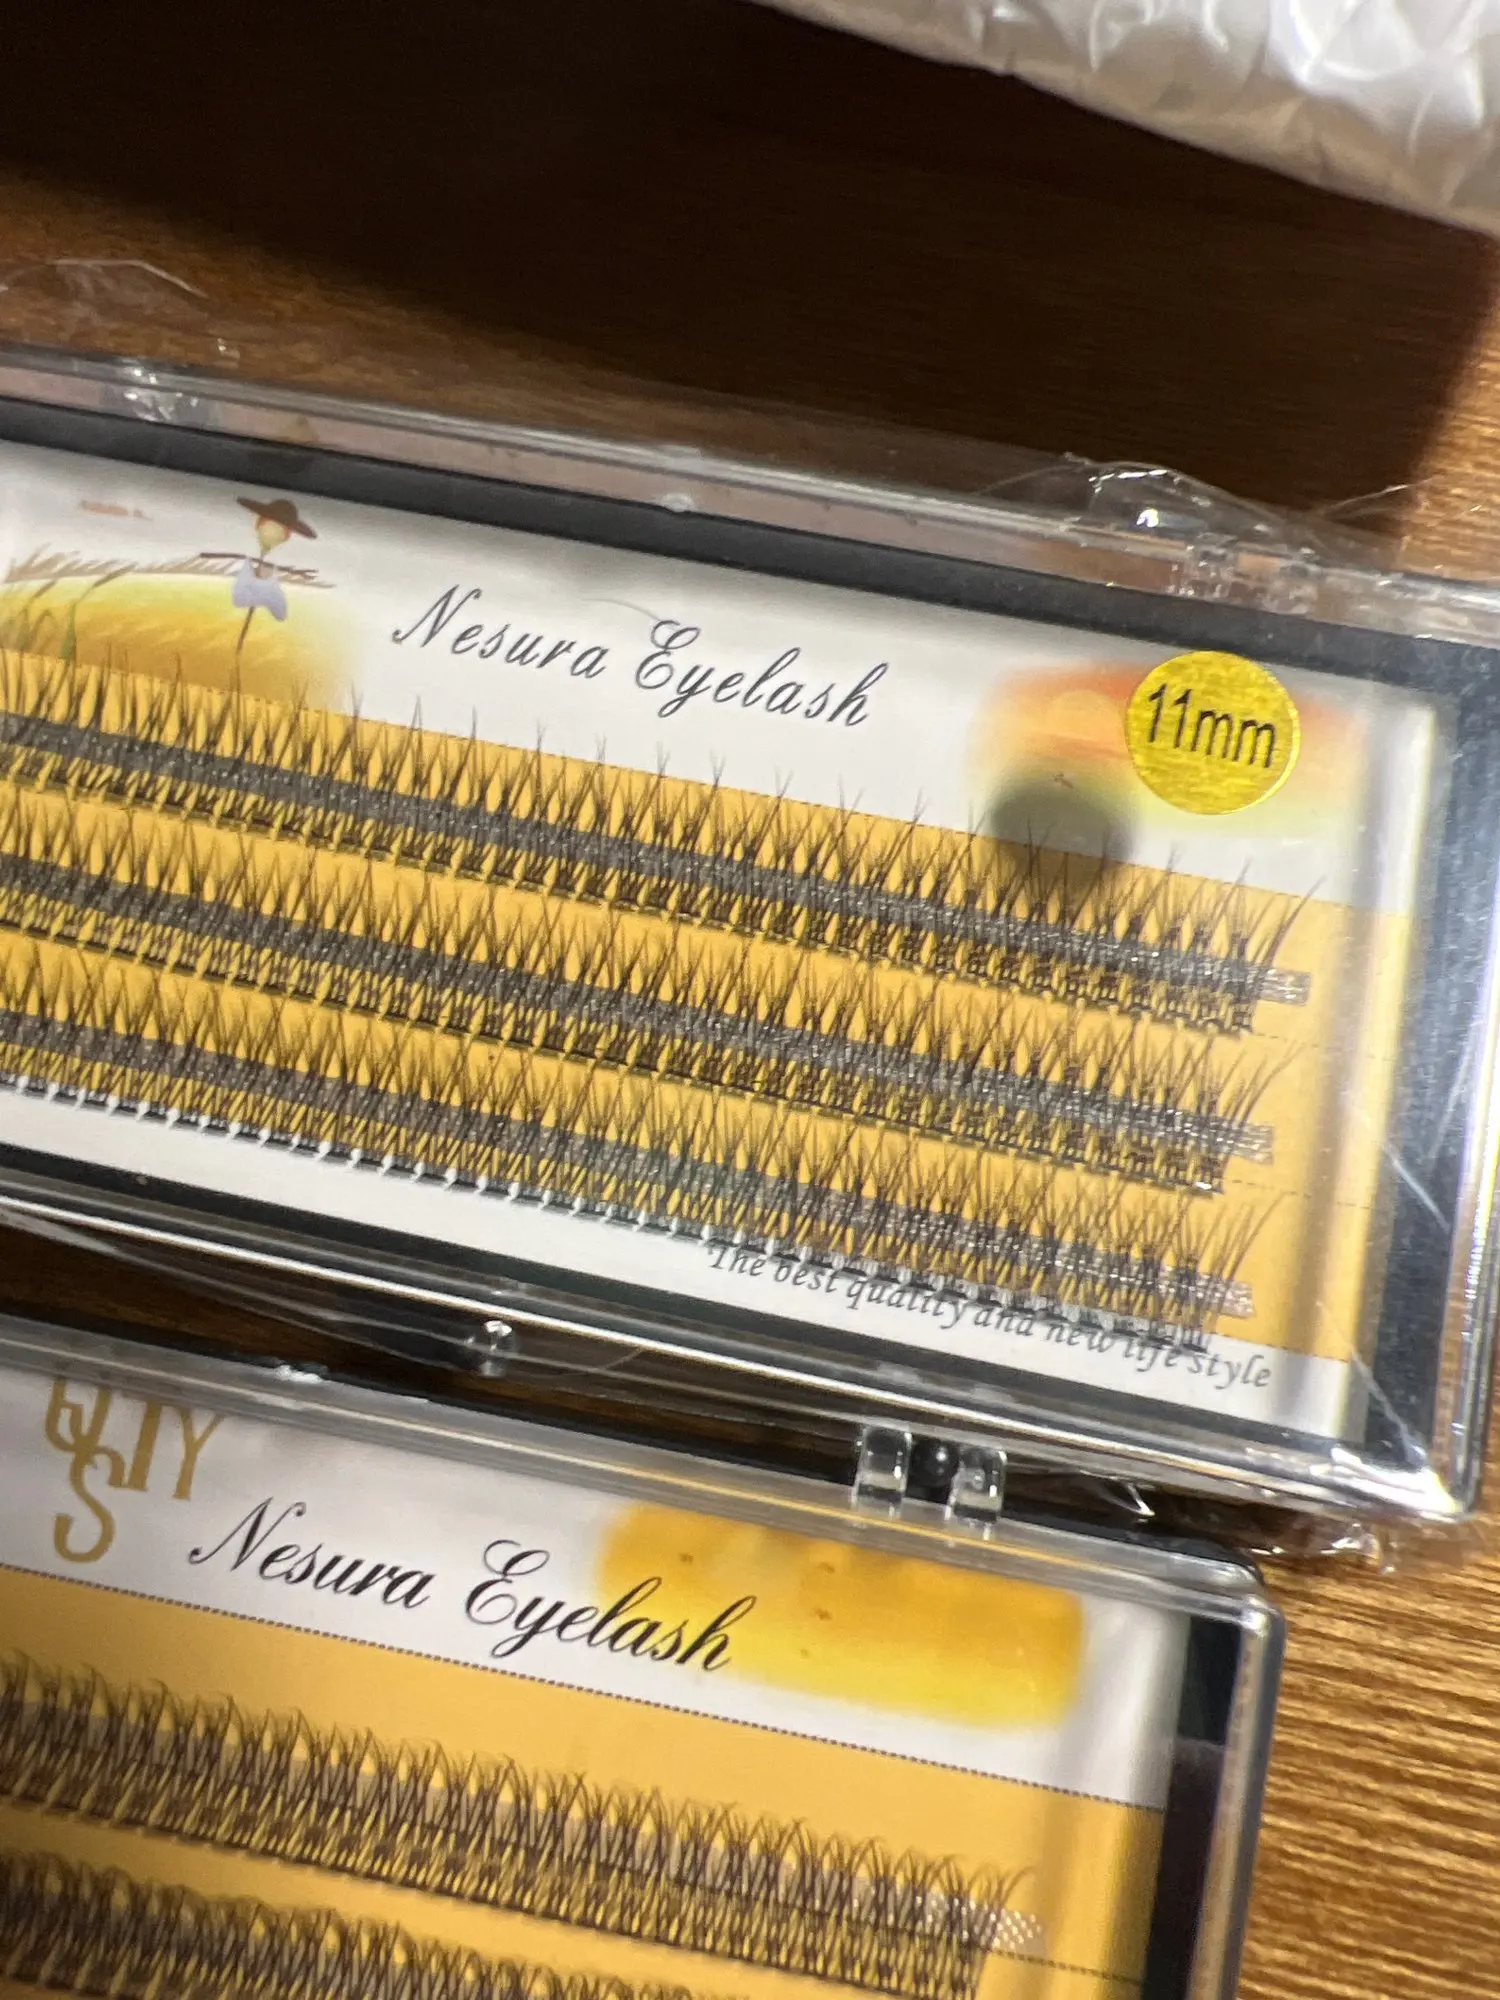 Nesura Eyelash
11mm
The best quality and new life style
Nesura Eyelash